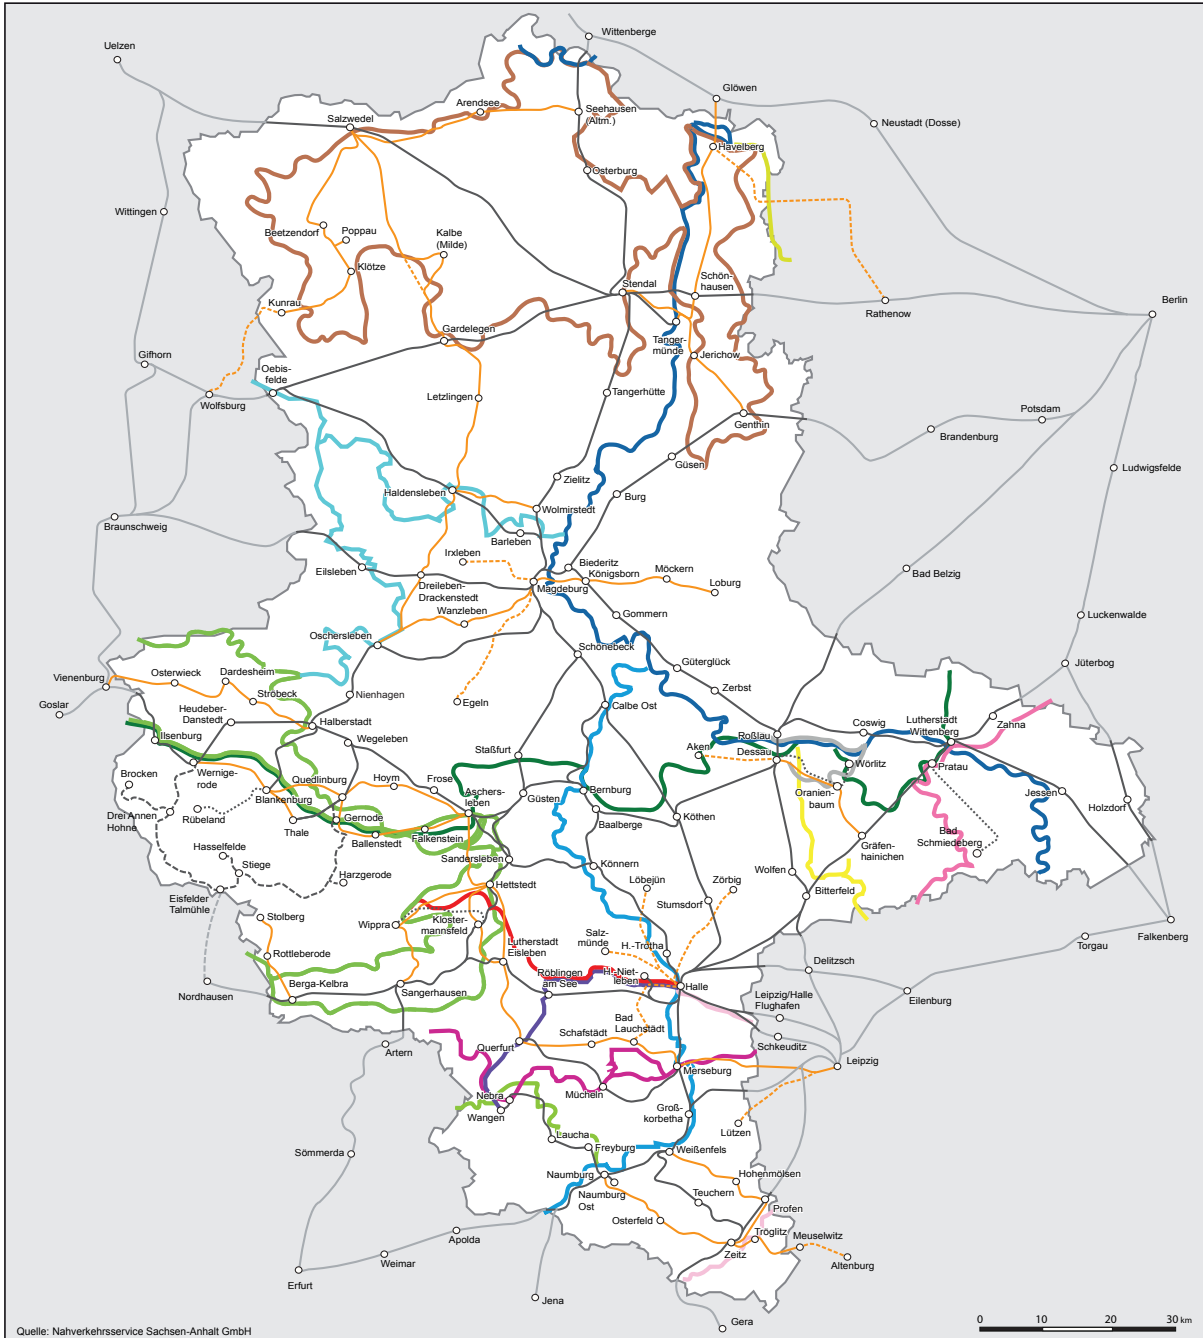 Wittenberge
Uelzen
Glöwen
Arendsee
Seehausen
(Altm.)
Salzwedel
Neustadt (Dosse)
Havelberg
Osterburg
Wittingen
Beetzendorf
Poppau
Kalbe
(Milde)
Klötze
Schön-
hausen
Stendal
Kunrau
Rathenow
Berlin
Gardelegen
Tanger-
münde
Jerichow
Gifhorn
Oebis-
felde
Wolfsburg
Letzlingen
Tangerhütte
Genthin
Potsdam
Brandenburg
Güsen
Ludwigsfelde
Zielitz
Haldensleben
Burg
Wolmirstedt
Braunschweig
Barleben
Irxleben
Eilsleben
Biederitz
Königsborn
Möckern
Loburg
Bad Belzig
Dreileben-
Drackenstedt
Magdeburg
Wanzleben
Gommern
Luckenwalde
Oschersleben
Schönebeck
Güterglück
Jüterbog
Vienenburg
Osterwieck
Dardesheim
Zerbst
Goslar
Ströbeck
Nienhagen
Egeln
Calbe Ost
Heudeber-
Danstedt
Halberstadt
Coswig
Lutherstadt
Wittenberg
Zahna
Ilsenburg
Wegeleben
Roßlau
Aken
Dessau
Staßfurt
Wörlitz
Pratau
Brocken
Wernige-
rode
Quedlinburg
Hoym
Frose
Aschers-
leben
Oranien-
baum
Jessen
Blankenburg
Güsten
Bernburg
Holzdorf
Drei Annen
Hohne
Rübeland
Thale
Gernode
Falkenstein
Baalberge
Köthen
Ballenstedt
Gräfen-
hainichen
Bad
Schmiedeberg
Hasselfelde
Sandersleben
Stiege
Könnern
Wolfen
Harzgerode
Hettstedt
Löbejün
Zörbig
Bitterfeld
Eisfelder
Talmühle
Stumsdorf
Stolberg
Wippra
Kloster-
mannsfeld
Falkenberg
Salz-
münde
H.-Trotha
Torgau
Lutherstadt
Eisleben
Rottleberode
Röblingen
am See
H.-Niet-
leben
Delitzsch
Berga-Kelbra
Sangerhausen
Halle
Nordhausen
Leipzig/Halle
Flughafen
Eilenburg
Bad
Lauchstädt
Schafstädt
Schkeuditz
Artern
Querfurt
Leipzig
Merseburg
Mücheln
Nebra
Wangen
Groß-
korbetha
Lützen
Laucha
Freyburg
Weißenfels
Sömmerda
Naumburg
Hohenmölsen
Naumburg
Ost
Teuchern
Profen
Osterfeld
Tröglitz
Apolda
Zeitz
Meuselwitz
Weimar
Altenburg
Erfurt
Jena
Gera
Quelle: Nahverkehrsservice Sachsen-Anhalt GmbH
0 10 20 30 km